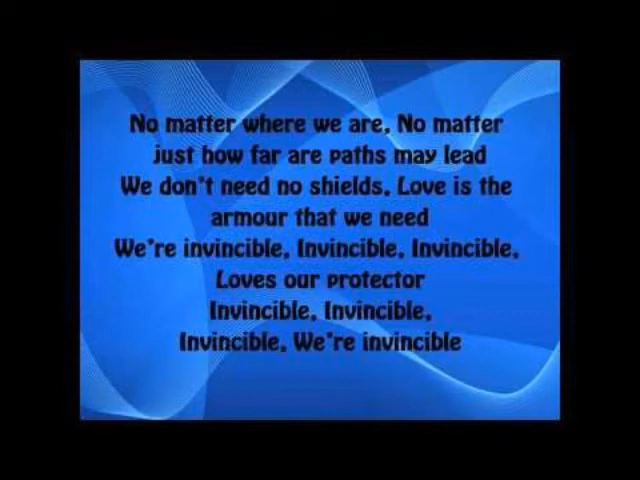 No matter where we are, No matter
just how far are paths may lead
We don't need no shields, Love is the
armour that we need
We're invincible, Invincible, Invincible,
Loves our protector
Invincible, Invincible,
Invincible, We're invincible